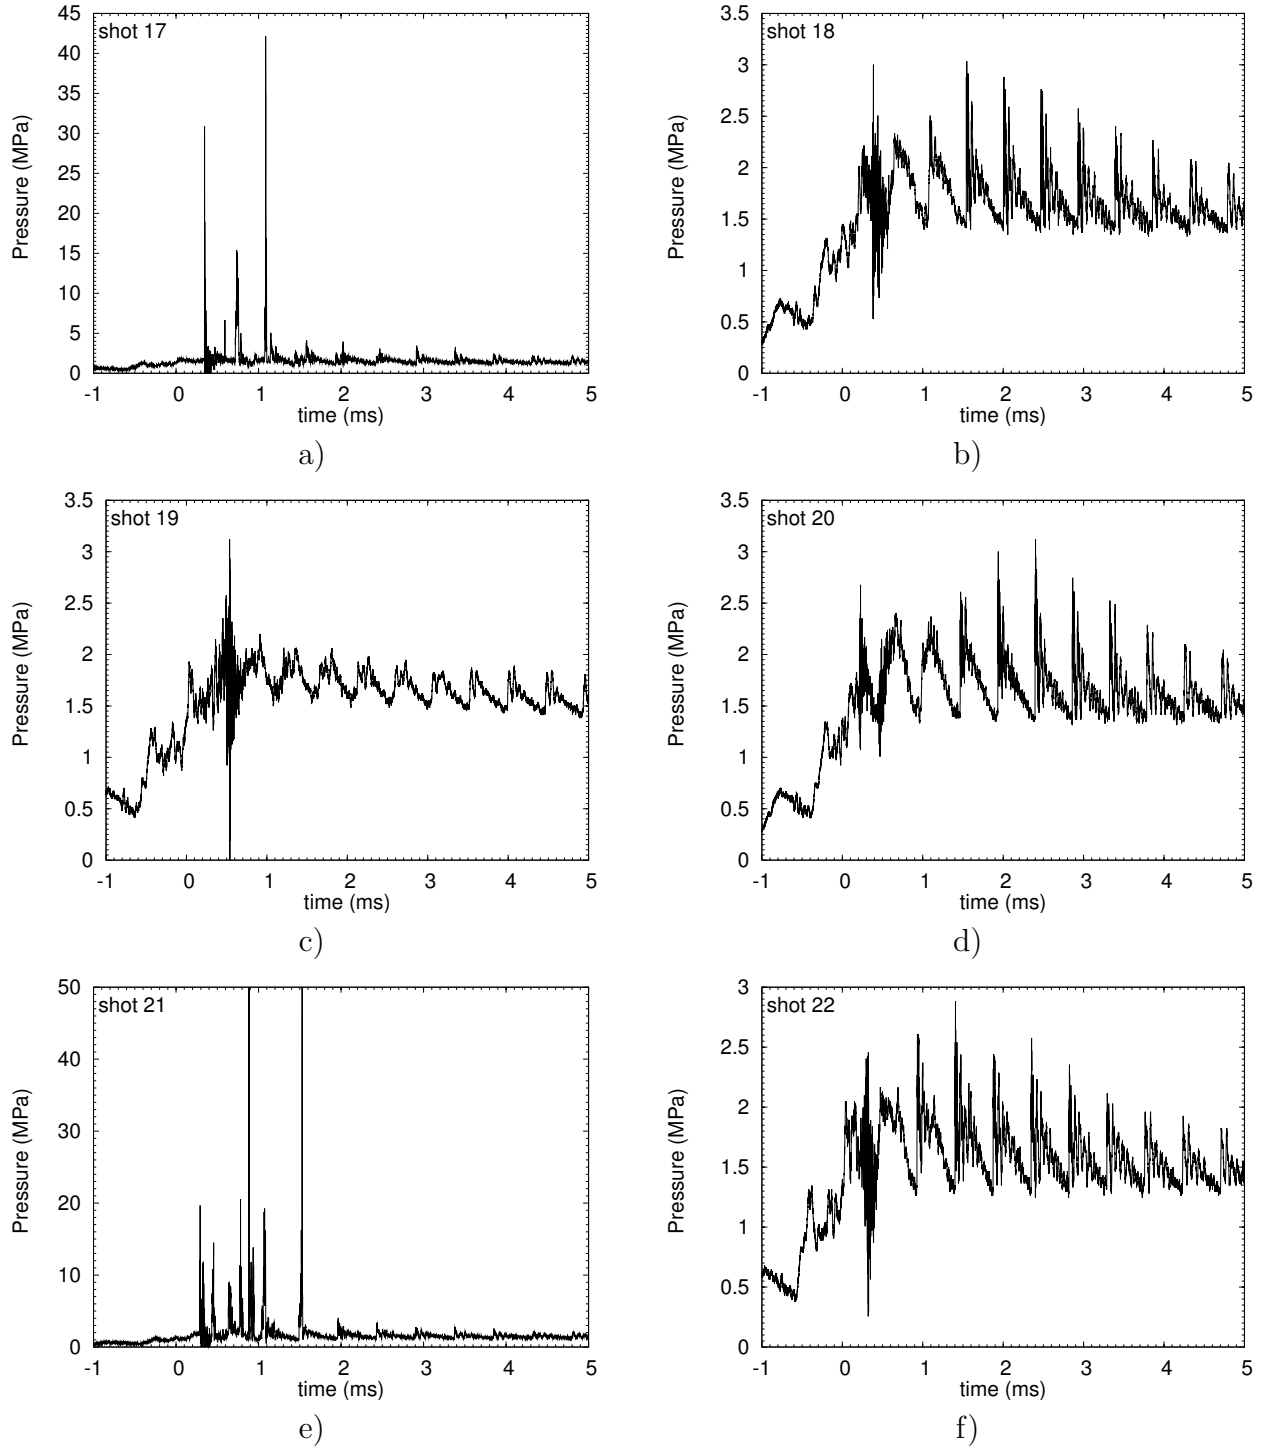 shot 17
Pressure (MPa)
45
40
35
30
25
20
15
10
5
0
-1 0 1 2 3 4 5
time (ms)
a)
shot 18
Pressure (MPa)
3.5
3
2.5
2
1.5
1
0.5
0
-1 0 1 2 3 4 5
time (ms)
b)
shot 19
Pressure (MPa)
3.5
3
2.5
2
1.5
1
0.5
0
-1 0 1 2 3 4 5
time (ms)
c)
shot 20
Pressure (MPa)
3.5
3
2.5
2
1.5
1
0.5
0
-1 0 1 2 3 4 5
time (ms)
d)
shot 21
Pressure (MPa)
50
40
30
20
10
0
-1 0 1 2 3 4 5
time (ms)
e)
shot 22
Pressure (MPa)
3
2.5
2
1.5
1
0.5
0
-1 0 1 2 3 4 5
time (ms)
f)